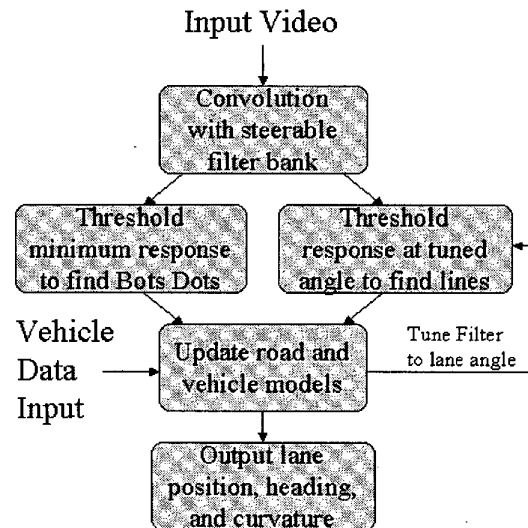 Input Video
Convolution
with steerable
filter bank
Threshold
minimum response
to find Bots Dots
Threshold
response at tuned
angle to find lines
Vehicle
Data
Input
Update road and
vehicle models
Tune Filter
to lane angle
Output lane
position, heading,
and curvature